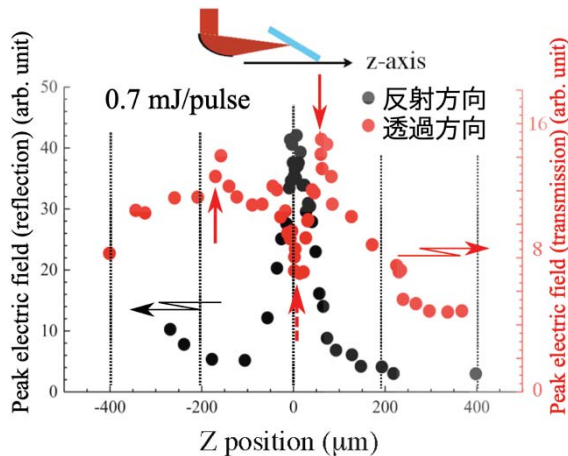 z-axis
0.7 mJ/pulse
反射方向
透過方向
Peak electric field (reflection) (arb. unit)
50
40
30
20
10
0
16
12
8
4
0
Peak electric field (transmission) (arb. unit)
-400
-200
0
200
400
Z position (μm)